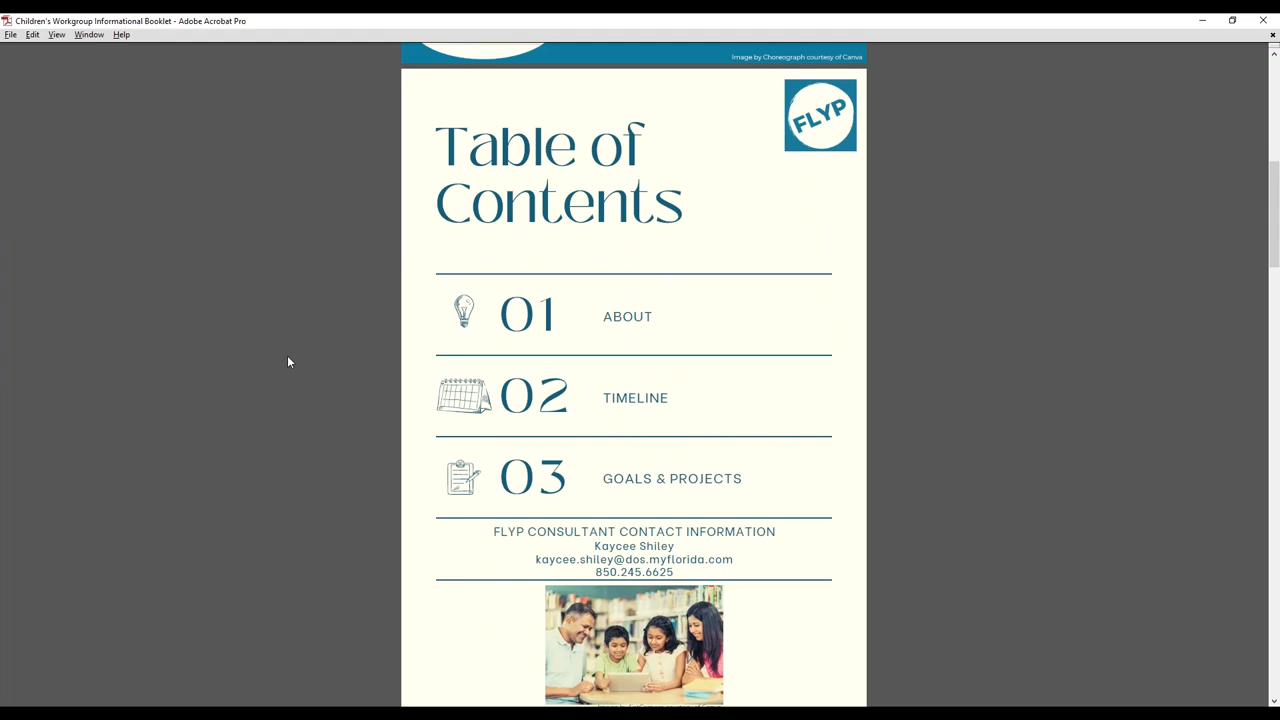 Children's Workgroup Informational Booklet - Adobe Acrobat Pro
File Edit View Window Help
Image by Choreograph courtesy of Canva
FLYP
Table of
Contents
01 ABOUT
02 TIMELINE
03 GOALS & PROJECTS
FLYP CONSULTANT CONTACT INFORMATION
Kaycee Shiley
kaycee.shiley@dos.myflorida.com
850.245.6625